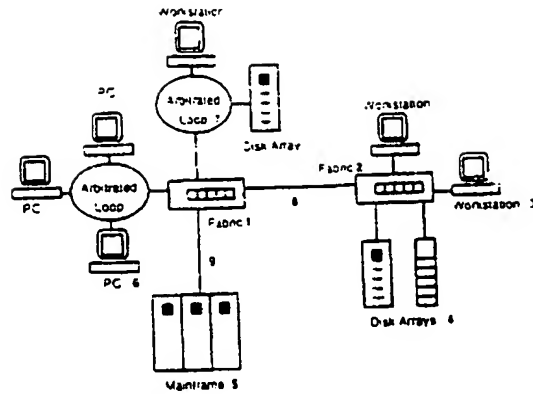 Workstation
PC
Arbitrated
Loop 7
Disk Array
Workstation
Fabric 2
Arbitrated
Loop
PC
8
Workstation 3
Fabric 1
PC 6
9
Disk Arrays 4
Mainframe 5